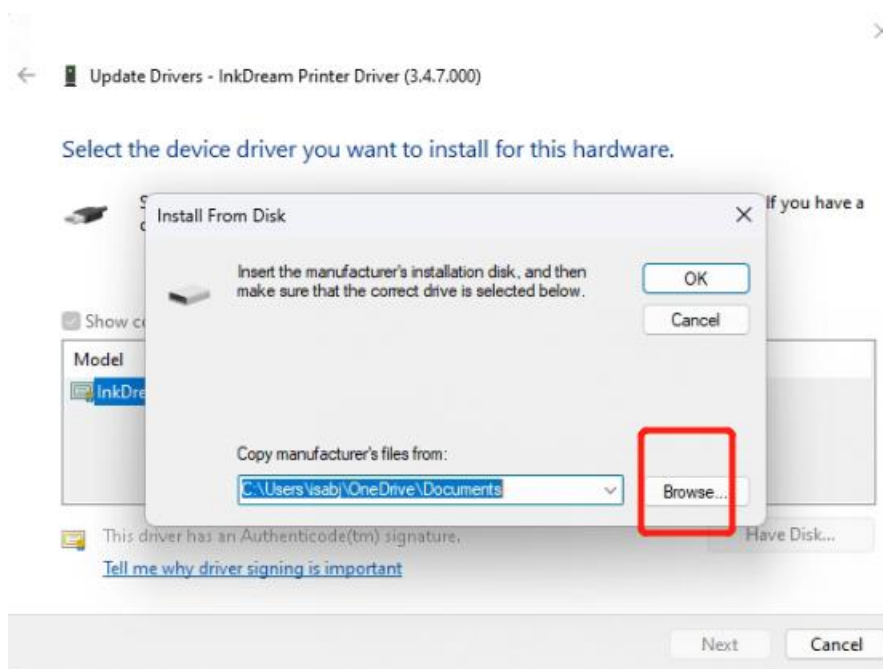 Update Drivers - InkDream Printer Driver (3.4.7.000)
Select the device driver you want to install for this hardware.
If you have a
Install From Disk
Insert the manufacturer's installation disk, and then
make sure that the correct drive is selected below.
OK
Cancel
Show
Model
Copy manufacturer's files from:
C:\Users\isabj\OneDrive\Documents
Browse...
This driver has an Authenticode(tm) signature.
Have Disk...
Tell me why driver signing is important
Next
Cancel